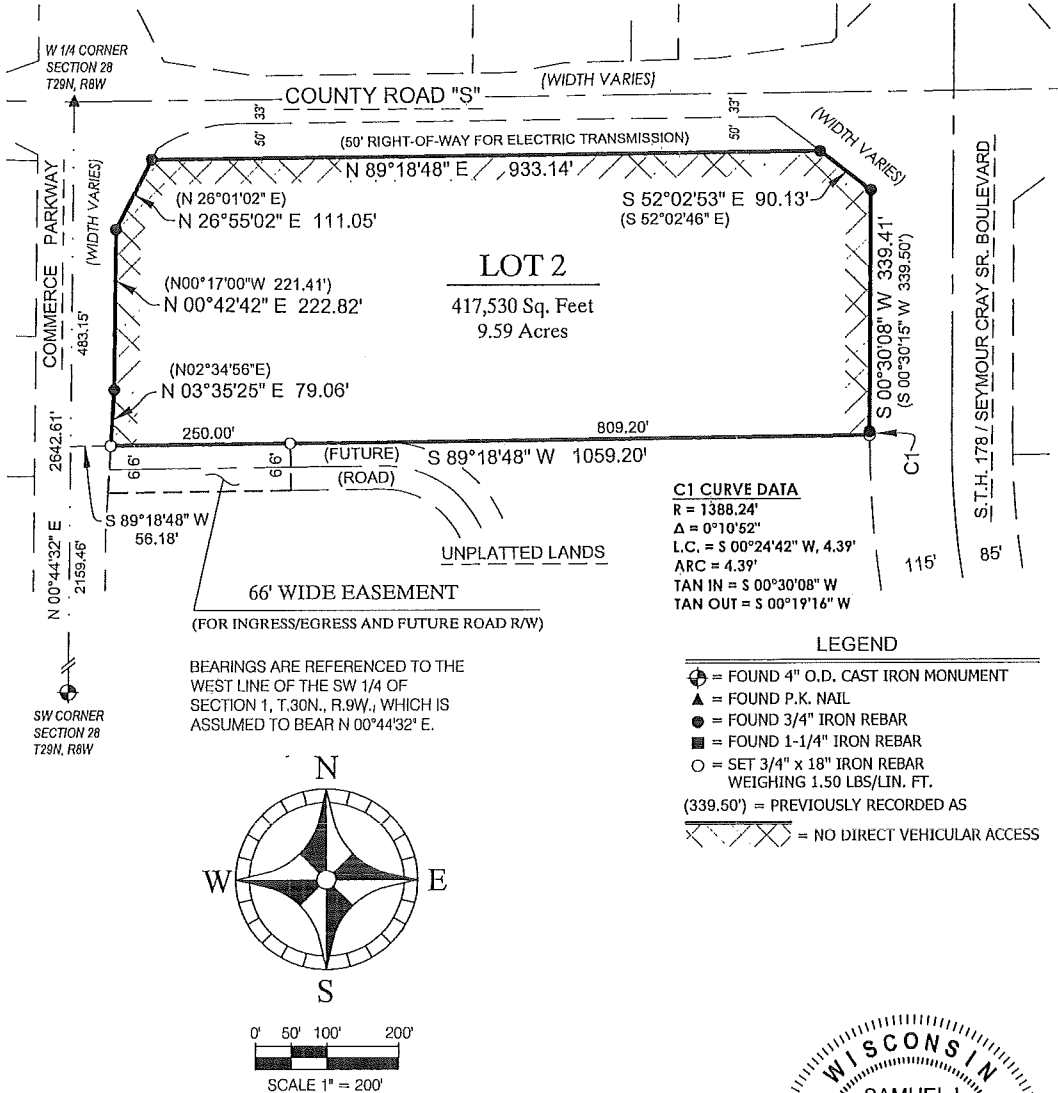 W 1/4 CORNER
SECTION 28
T29N, R8W
(WIDTH VARIES)
COUNTY ROAD "S"
33'
50'
33'
50'
(50' RIGHT-OF-WAY FOR ELECTRIC TRANSMISSION)
N 89°18'48" E 933.14'
(WIDTH VARIES)
COMMERCE PARKWAY
(WIDTH VARIES)
(N 26°01'02" E)
N 26°55'02" E 111.05'
S 52°02'53" E 90.13'
(S 52°02'46" E)
LOT 2
417,530 Sq. Feet
9.59 Acres
(N00°17'00"W 221.41')
N 00°42'42" E 222.82'
483.15'
(N02°34'56"E)
N 03°35'25" E 79.06'
S 00°30'08" W 339.41'
(S 00°30'15" W 339.50')
S.T.H. 178 / SEYMOUR CRAY SR. BOULEVARD
2642.61'
250.00'
809.20'
66'
66'
(FUTURE)
(ROAD)
S 89°18'48" W 1059.20'
C1
S 89°18'48" W
56.18'
N 00°44'32" E
2159.46'
UNPLATTED LANDS
C1 CURVE DATA
R = 1388.24'
Δ = 0°10'52"
L.C. = S 00°24'42" W, 4.39'
ARC = 4.39'
TAN IN = S 00°30'08" W
TAN OUT = S 00°19'16" W
115'
85'
66' WIDE EASEMENT
(FOR INGRESS/EGRESS AND FUTURE ROAD R/W)
BEARINGS ARE REFERENCED TO THE
WEST LINE OF THE SW 1/4 OF
SECTION 1, T.30N., R.9W., WHICH IS
ASSUMED TO BEAR N 00°44'32" E.
SW CORNER
SECTION 28
T29N, R8W
LEGEND
= FOUND 4" O.D. CAST IRON MONUMENT
= FOUND P.K. NAIL
= FOUND 3/4" IRON REBAR
= FOUND 1-1/4" IRON REBAR
= SET 3/4" x 18" IRON REBAR
WEIGHING 1.50 LBS/LIN. FT.
(339.50') = PREVIOUSLY RECORDED AS
= NO DIRECT VEHICULAR ACCESS
N
W
E
S
0' 50' 100' 200'
SCALE 1" = 200'
WISCONSIN